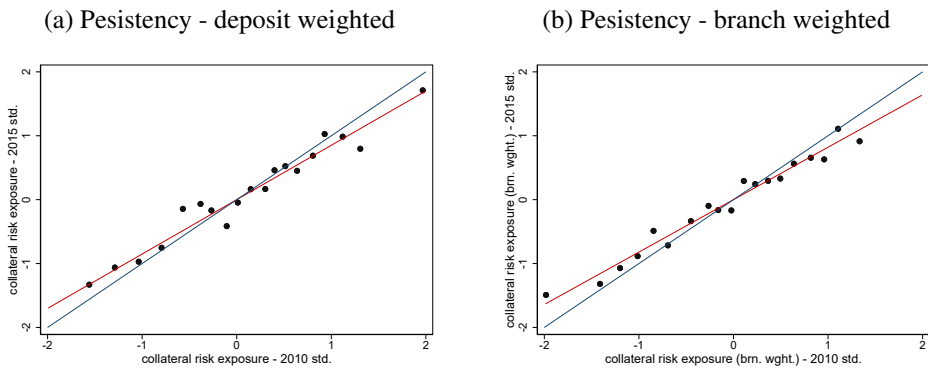 (a) Pesistency - deposit weighted
collateral risk exposure - 2015 std.
2
1
0
-1
-2
-2 -1 0 1 2
collateral risk exposure - 2010 std.
(b) Pesistency - branch weighted
collateral risk exposure (brn. wght.) - 2015 std.
2
1
0
-1
-2
-2 -1 0 1 2
collateral risk exposure (brn. wght.) - 2010 std.